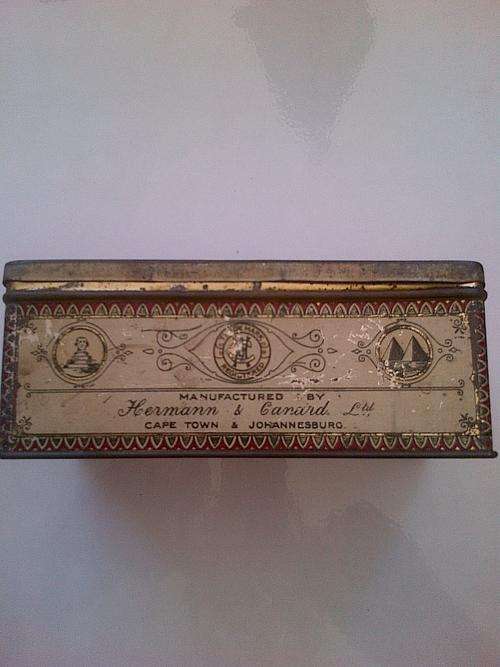 MANUFACTURED BY
Hermann & Canard. Ltd.
CAPE TOWN & JOHANNESBURG.